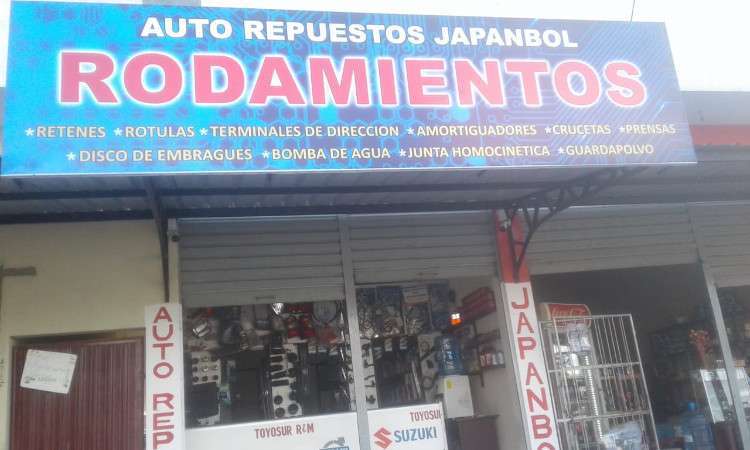 AUTO REPUESTOS JAPANBOL
RODAMIENTOS
★RETENES ★ROTULAS ★TERMINALES DE DIRECCION ★AMORTIGUADORES ★CRUCETAS ★PRENSAS
★DISCO DE EMBRAGUES ★BOMBA DE AGUA ★JUNTA HOMOCINETICA ★GUARDAPOLVO
AUTO REP
JAPANBO
TOYOSUR R&M
TOYOSU
SUZUKI